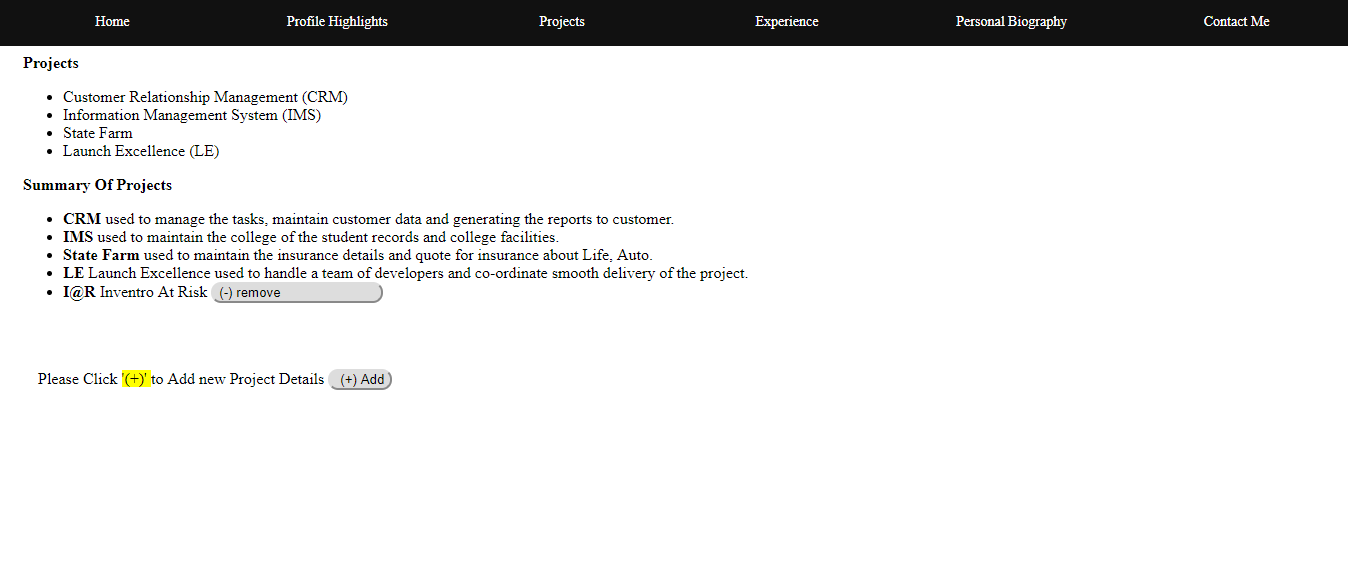 Home Profile Highlights Projects Experience Personal Biography Contact Me
Projects
Customer Relationship Management (CRM)
Information Management System (IMS)
State Farm
Launch Excellence (LE)
Summary Of Projects
CRM used to manage the tasks, maintain customer data and generating the reports to customer.
IMS used to maintain the college of the student records and college facilities.
State Farm used to maintain the insurance details and quote for insurance about Life, Auto.
LE Launch Excellence used to handle a team of developers and co-ordinate smooth delivery of the project.
I@R Inventro At Risk (-) remove
Please Click '(+)' to Add new Project Details (+) Add